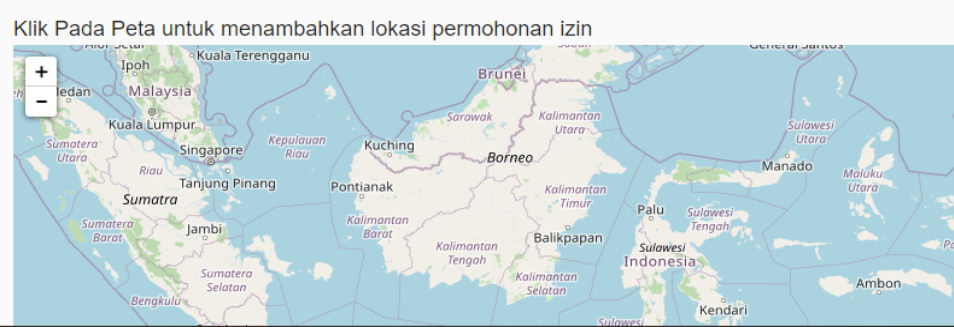 Klik Pada Peta untuk menambahkan lokasi permohonan izin
+
−
Ipoh
Kuala Terengganu
Malaysia
Kuala Lumpur
Medan
Sumatera
Utara
Singapore
Riau
Tanjung Pinang
Sumatra
Kepulauan
Riau
Sumatera
Barat
Jambi
Sumatera
Selatan
Bengkulu
Brunei
Sarawak
Kuching
Borneo
Kalimantan
Utara
Pontianak
Kalimantan
Barat
Kalimantan
Timur
Kalimantan
Tengah
Balikpapan
Kalimantan
Selatan
General Santos
Sulawesi
Utara
Manado
Maluku
Utara
Palu
Sulawesi
Tengah
Sulawesi
Indonesia
Kendari
Ambon
Sulawesi